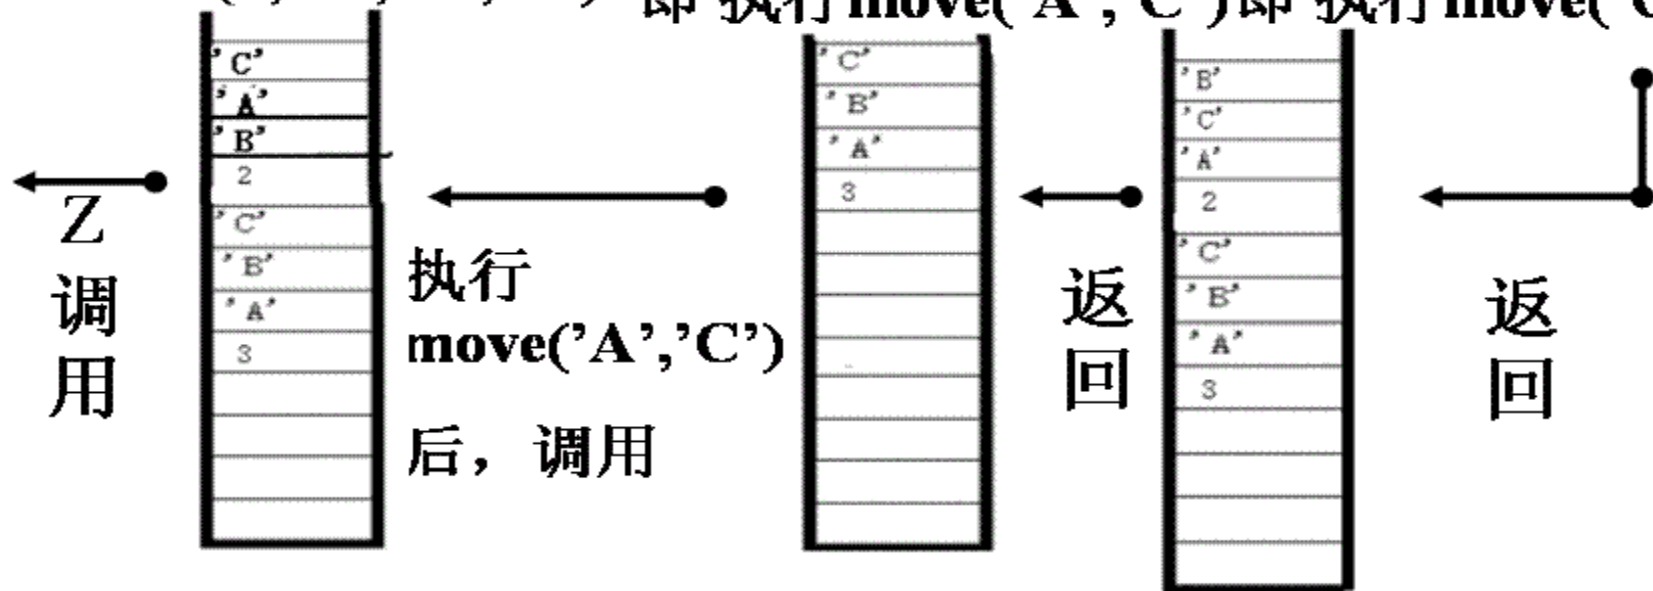 即 执行move('A','C')即 执行move('C
'C'
'A'
'B'
2
'C'
'B'
'A'
3
Z
调
用
执行
move('A','C')
后，调用
'C'
'B'
'A'
3
返
回
'B'
'C'
'A'
2
'C'
'B'
'A'
3
返
回